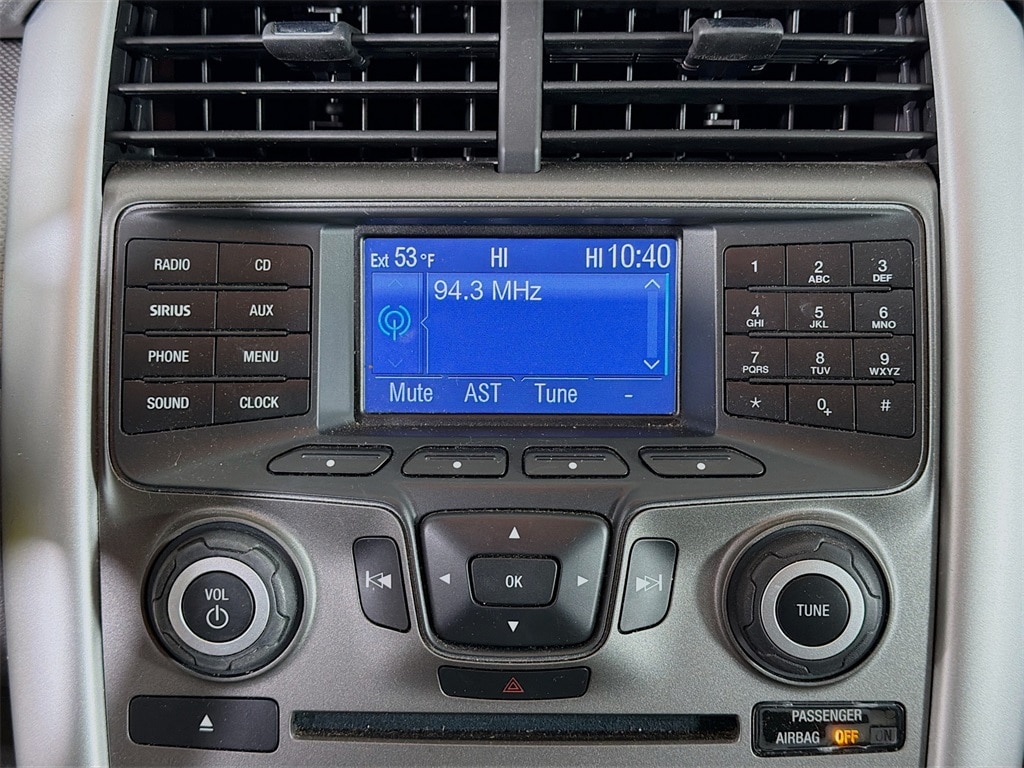 Ext 53°F HI HI 10:40
94.3 MHz
Mute AST Tune -
RADIO CD
SIRIUS AUX
PHONE MENU
SOUND CLOCK
1 2 ABC 3 DEF
4 GHI 5 JKL 6 MNO
7 PQRS 8 TUV 9 WXYZ
* 0+ #
VOL
OK
TUNE
PASSENGER
AIRBAG OFF ON